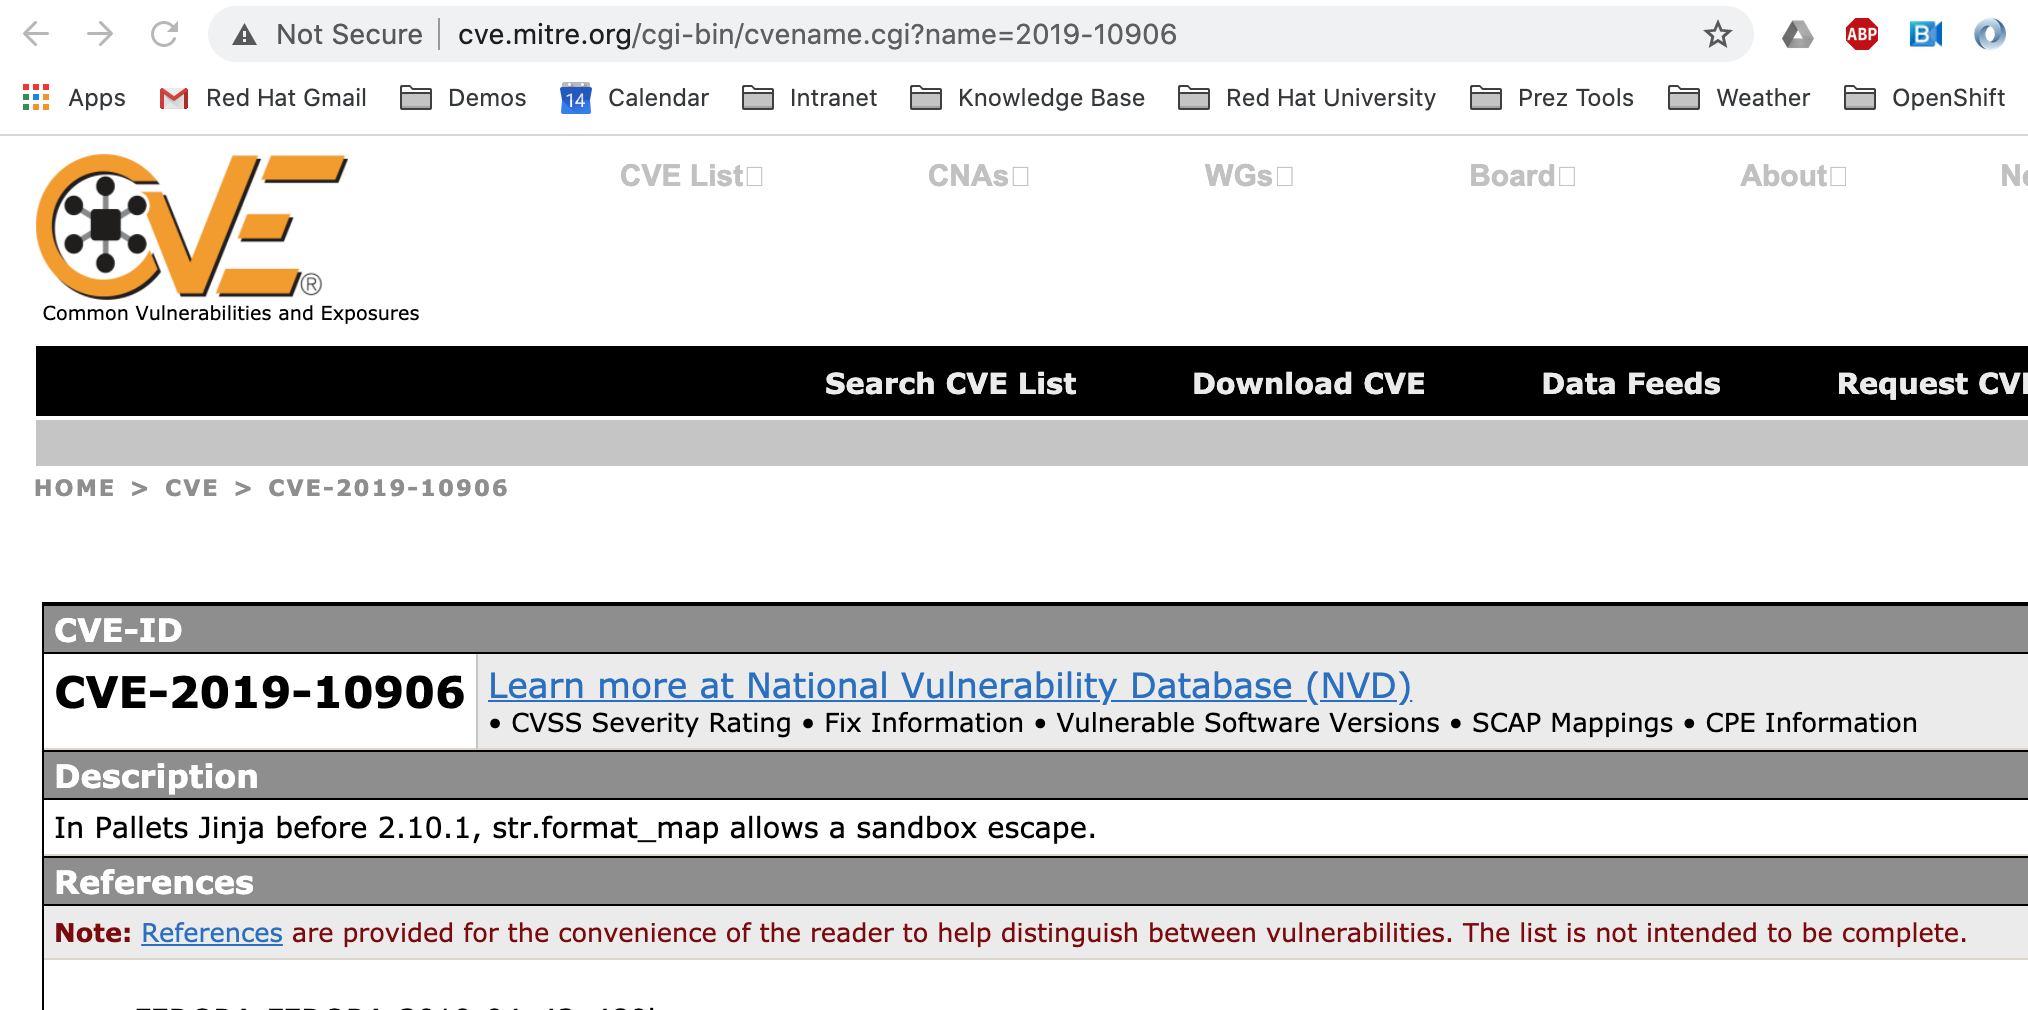 Not Secure cve.mitre.org/cgi-bin/cvename.cgi?name=2019-10906 ABP B
Apps Red Hat Gmail Demos 14 Calendar Intranet Knowledge Base Red Hat University Prez Tools Weather OpenShift
CVE List CNAs WGs Board About
CVE®
Common Vulnerabilities and Exposures
Search CVE List Download CVE Data Feeds Request CVE
HOME > CVE > CVE-2019-10906
CVE-ID
CVE-2019-10906 Learn more at National Vulnerability Database (NVD)
• CVSS Severity Rating • Fix Information • Vulnerable Software Versions • SCAP Mappings • CPE Information
Description
In Pallets Jinja before 2.10.1, str.format_map allows a sandbox escape.
References
Note: References are provided for the convenience of the reader to help distinguish between vulnerabilities. The list is not intended to be complete.